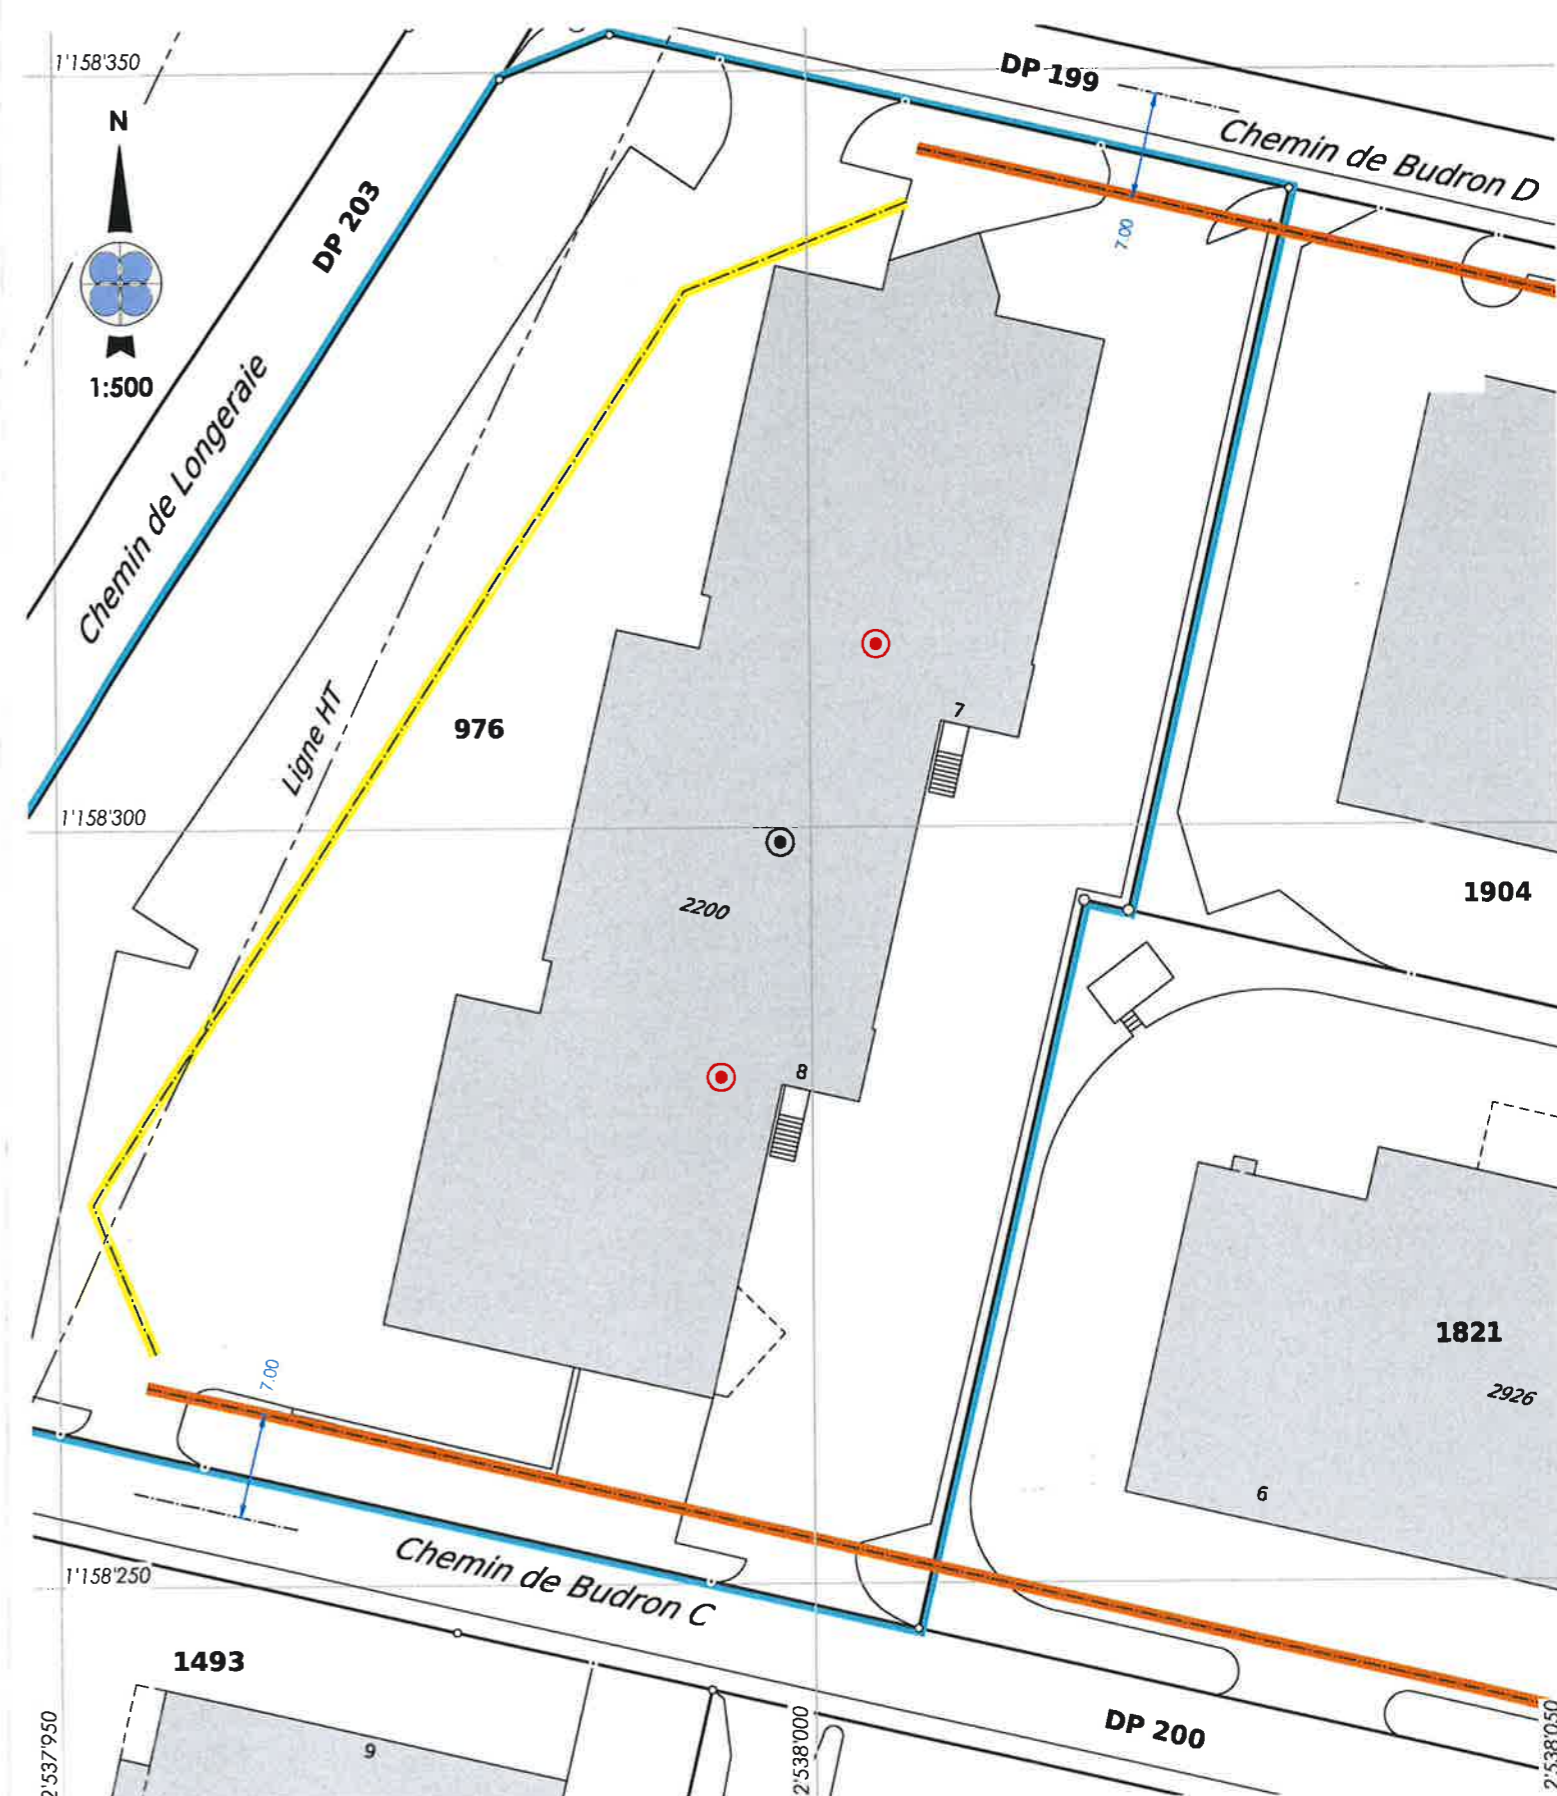 1'158'350
DP 199
Chemin de Budron D
N
DP 203
7.00
1:500
Chemin de Longeraie
Ligne HT
976
7
1'158'300
2200
1904
8
1821
2926
7.00
6
Chemin de Budron C
1'158'250
1493
DP 200
9
2'537'950
2'538'000
2'538'050